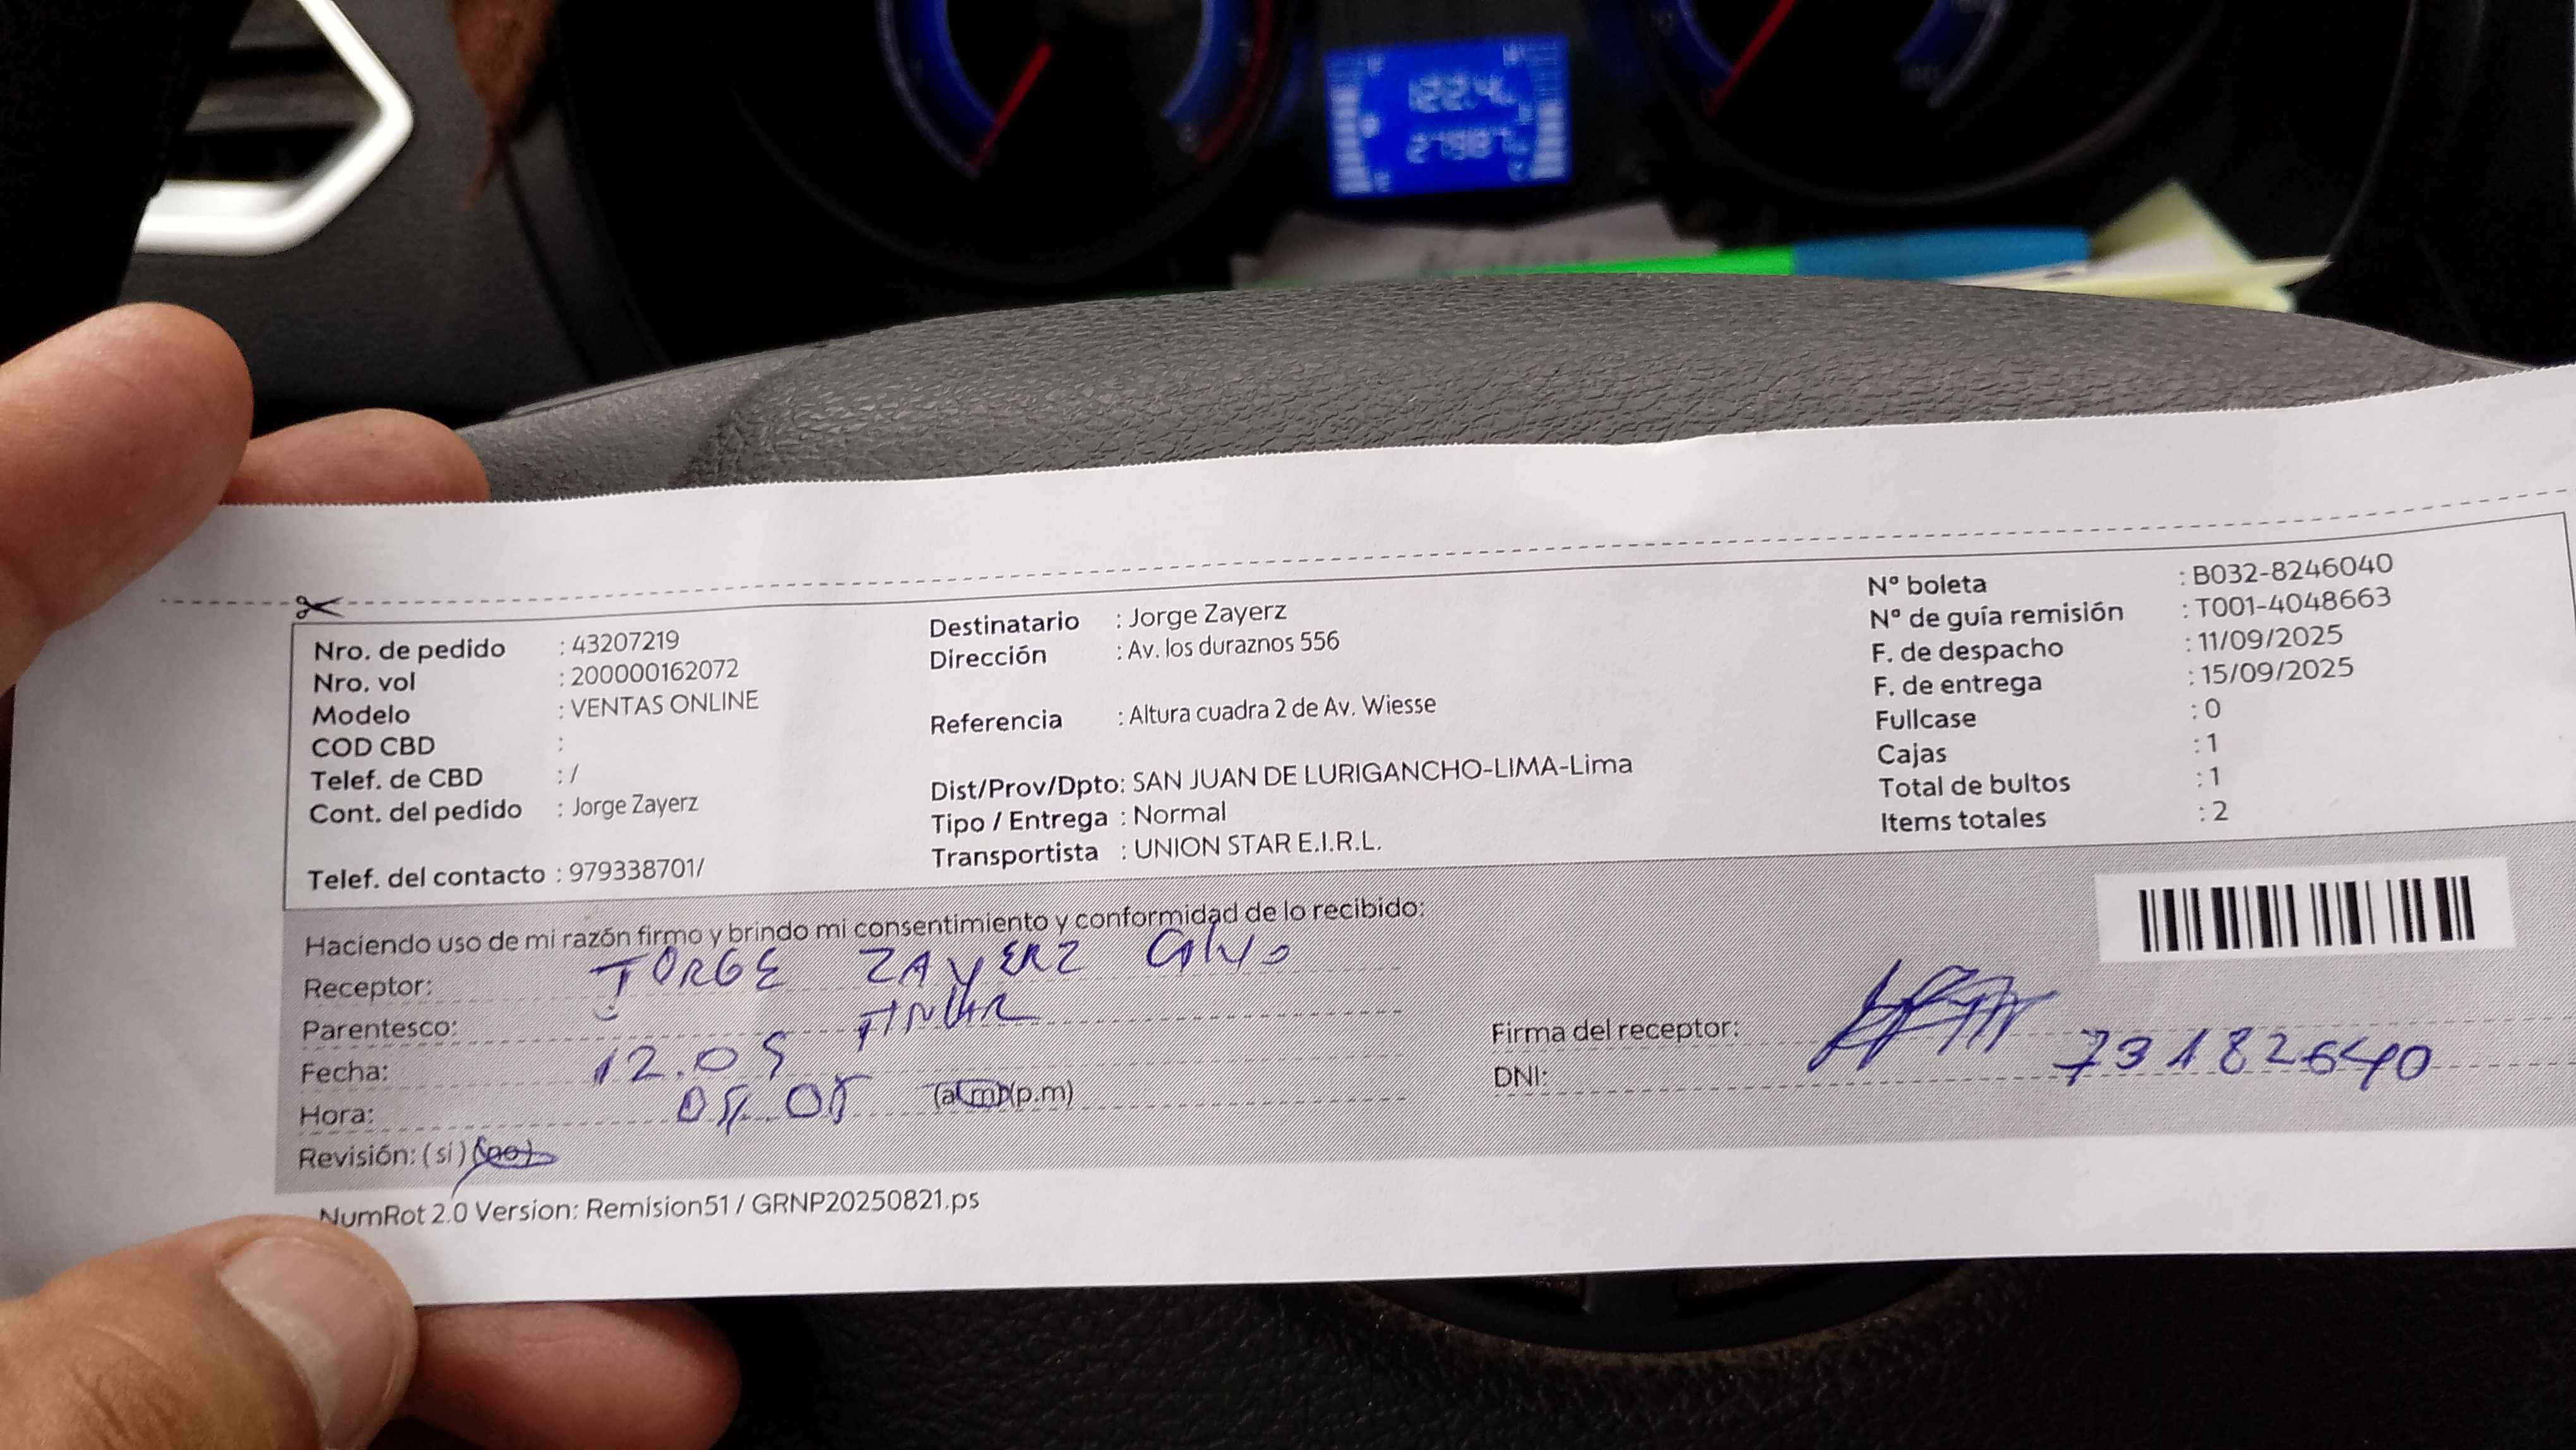 Nro. de pedido : 43207219
Nro. vol : 200000162072
Modelo : VENTAS ONLINE
COD CBD :
Telef. de CBD : /
Cont. del pedido : Jorge Zayerz
Telef. del contacto : 979338701/
Destinatario : Jorge Zayerz
Dirección : Av. los duraznos 556
Referencia : Altura cuadra 2 de Av. Wiesse
Dist/Prov/Dpto: SAN JUAN DE LURIGANCHO-LIMA-Lima
Tipo / Entrega : Normal
Transportista : UNION STAR E.I.R.L.
Nº boleta : B032-8246040
Nº de guía remisión : T001-4048663
F. de despacho : 11/09/2025
F. de entrega : 15/09/2025
Fullcase : 0
Cajas : 1
Total de bultos : 1
Items totales : 2
Haciendo uso de mi razón firmo y brindo mi consentimiento y conformidad de lo recibido:
Receptor: JORGE ZAYERZ
Parentesco:
Fecha: 12.09
Hora: (a.m)(p.m)
Revisión: (si) (no)
Firma del receptor:
DNI: 73182640
NumRot 2.0 Version: Remision51 / GRNP20250821.ps